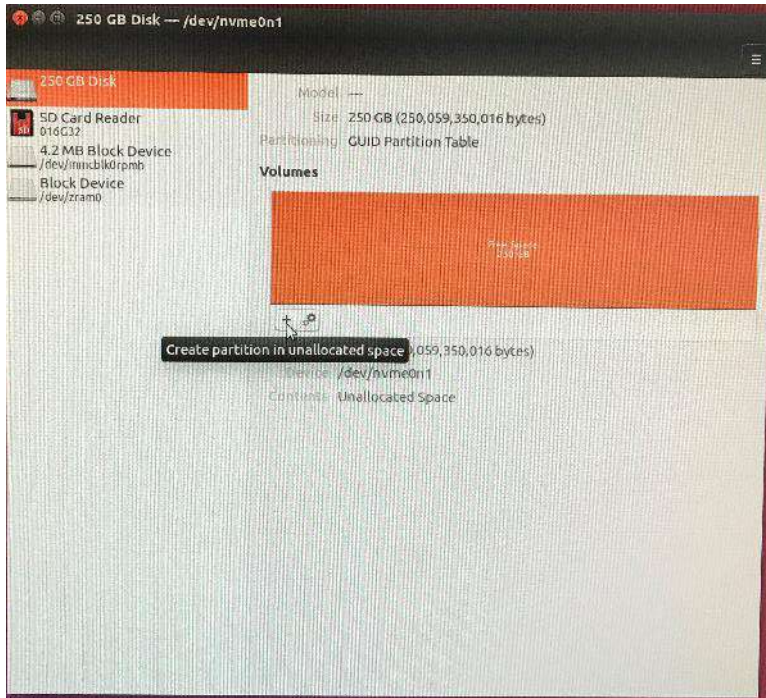 250 GB Disk — /dev/nvme0n1
250 GB Disk
SD Card Reader
016G32
4.2 MB Block Device
/dev/mmcblk0rpmb
Block Device
/dev/zram0
Model —
Size 250 GB (250,059,350,016 bytes)
Partitioning GUID Partition Table
Volumes
Free Space
250 GB
Create partition in unallocated space ,059,350,016 bytes)
Device /dev/nvme0n1
Contents Unallocated Space